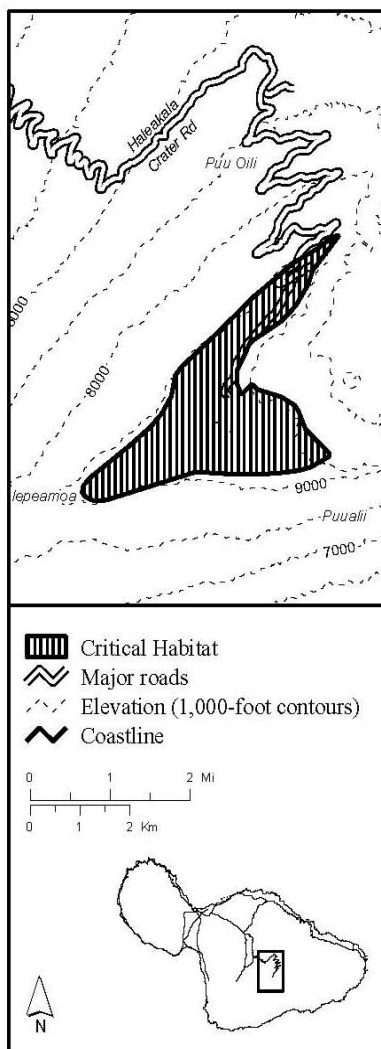 Haleakala
Crater Rd
Puu Oili
8000
lepeamoa
9000
Puualii
7000
Critical Habitat
Major roads
Elevation (1,000-foot contours)
Coastline
0 1 2 Mi
0 1 2 Km
N